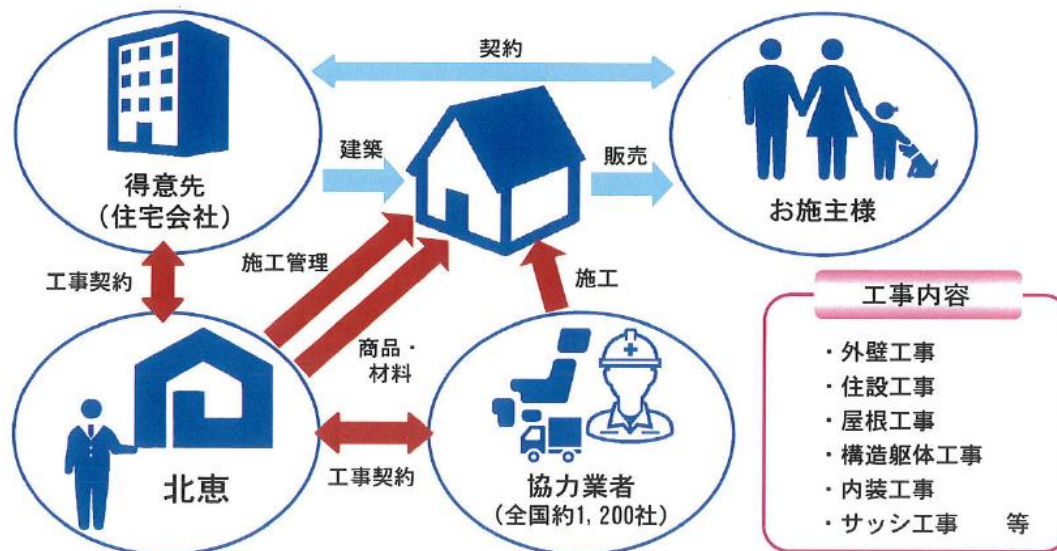 契約
建築
販売
得意先
(住宅会社)
お施主様
工事契約
施工管理
施工
商品・
材料
北恵
工事契約
協力業者
(全国約1,200社)
工事内容
・外壁工事
・住設工事
・屋根工事
・構造躯体工事
・内装工事
・サッシ工事 等